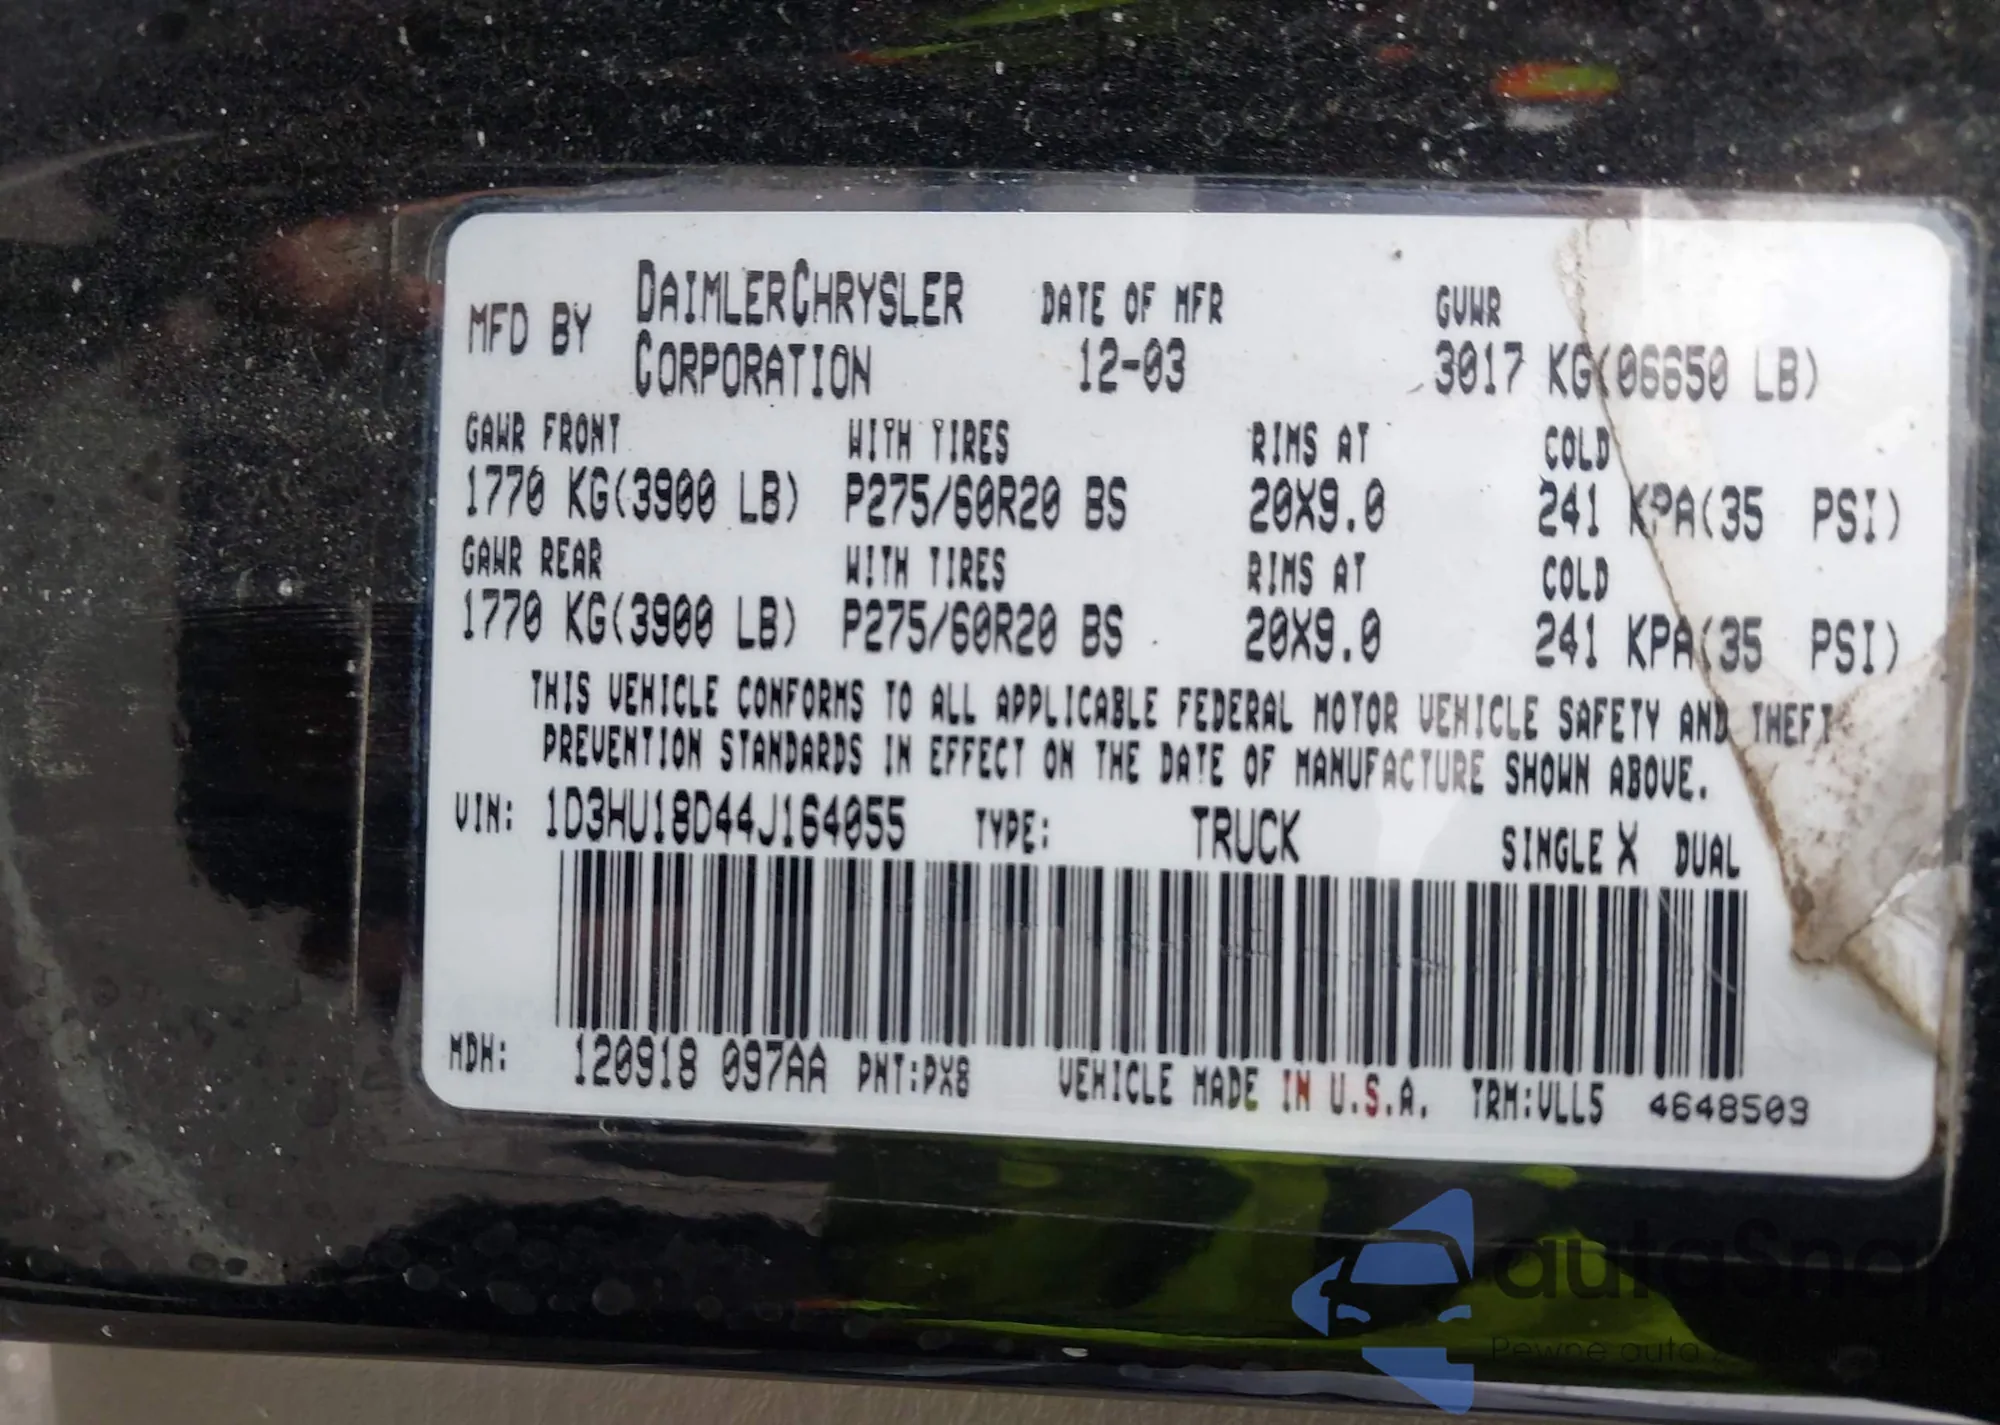 MFD BY DAIMLERCHRYSLER CORPORATION DATE OF MFR 12-03 GVWR 3017 KG(06650 LB)
GAWR FRONT WITH TIRES RIMS AT COLD
1770 KG(3900 LB) P275/60R20 BS 20X9.0 241 KPA(35 PSI)
GAWR REAR WITH TIRES RIMS AT COLD
1770 KG(3900 LB) P275/60R20 BS 20X9.0 241 KPA(35 PSI)
THIS VEHICLE CONFORMS TO ALL APPLICABLE FEDERAL MOTOR VEHICLE SAFETY AND THEFT
PREVENTION STANDARDS IN EFFECT ON THE DATE OF MANUFACTURE SHOWN ABOVE.
VIN: 1D3HU18D44J164055 TYPE: TRUCK SINGLE X DUAL
MDH: 120918 097AA PNT:PX8 VEHICLE MADE IN U.S.A. TRM:VLL5 4648503
autoSnap
Pewne auto z